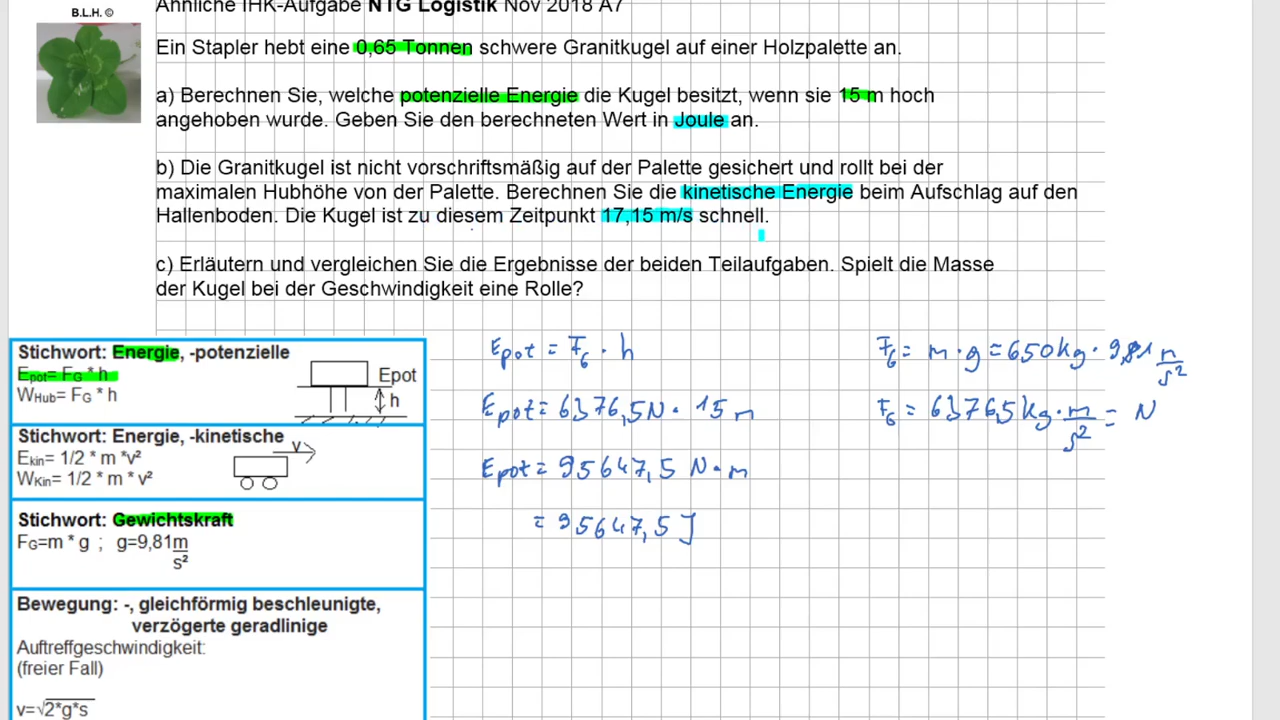 B.L.H. ©
Ähnliche IHK-Aufgabe NTG Logistik Nov 2018 A7
Ein Stapler hebt eine 0,65 Tonnen schwere Granitkugel auf einer Holzpalette an.
a) Berechnen Sie, welche potenzielle Energie die Kugel besitzt, wenn sie 15 m hoch
angehoben wurde. Geben Sie den berechneten Wert in Joule an.
b) Die Granitkugel ist nicht vorschriftsmäßig auf der Palette gesichert und rollt bei der
maximalen Hubhöhe von der Palette. Berechnen Sie die kinetische Energie beim Aufschlag auf den
Hallenboden. Die Kugel ist zu diesem Zeitpunkt 17,15 m/s schnell.
c) Erläutern und vergleichen Sie die Ergebnisse der beiden Teilaufgaben. Spielt die Masse
der Kugel bei der Geschwindigkeit eine Rolle?
Stichwort: Energie, -potenzielle
Epot= FG * h
WHub= FG * h
Epot
h
Stichwort: Energie, -kinetische
Ekin= 1/2 * m *v²
WKin= 1/2 * m * v²
v
Stichwort: Gewichtskraft
FG=m * g ; g=9,81m
s²
Bewegung: -, gleichförmig beschleunigte,
verzögerte geradlinige
Auftreffgeschwindigkeit:
(freier Fall)
v=√2*g*s
Epot = FG · h
Epot = 6376,5 N · 15 m
Epot = 95647,5 N · m
= 95647,5 J
FG = m · g = 650 kg · 9,81 m/s²
FG = 6376,5 kg · m/s² = N